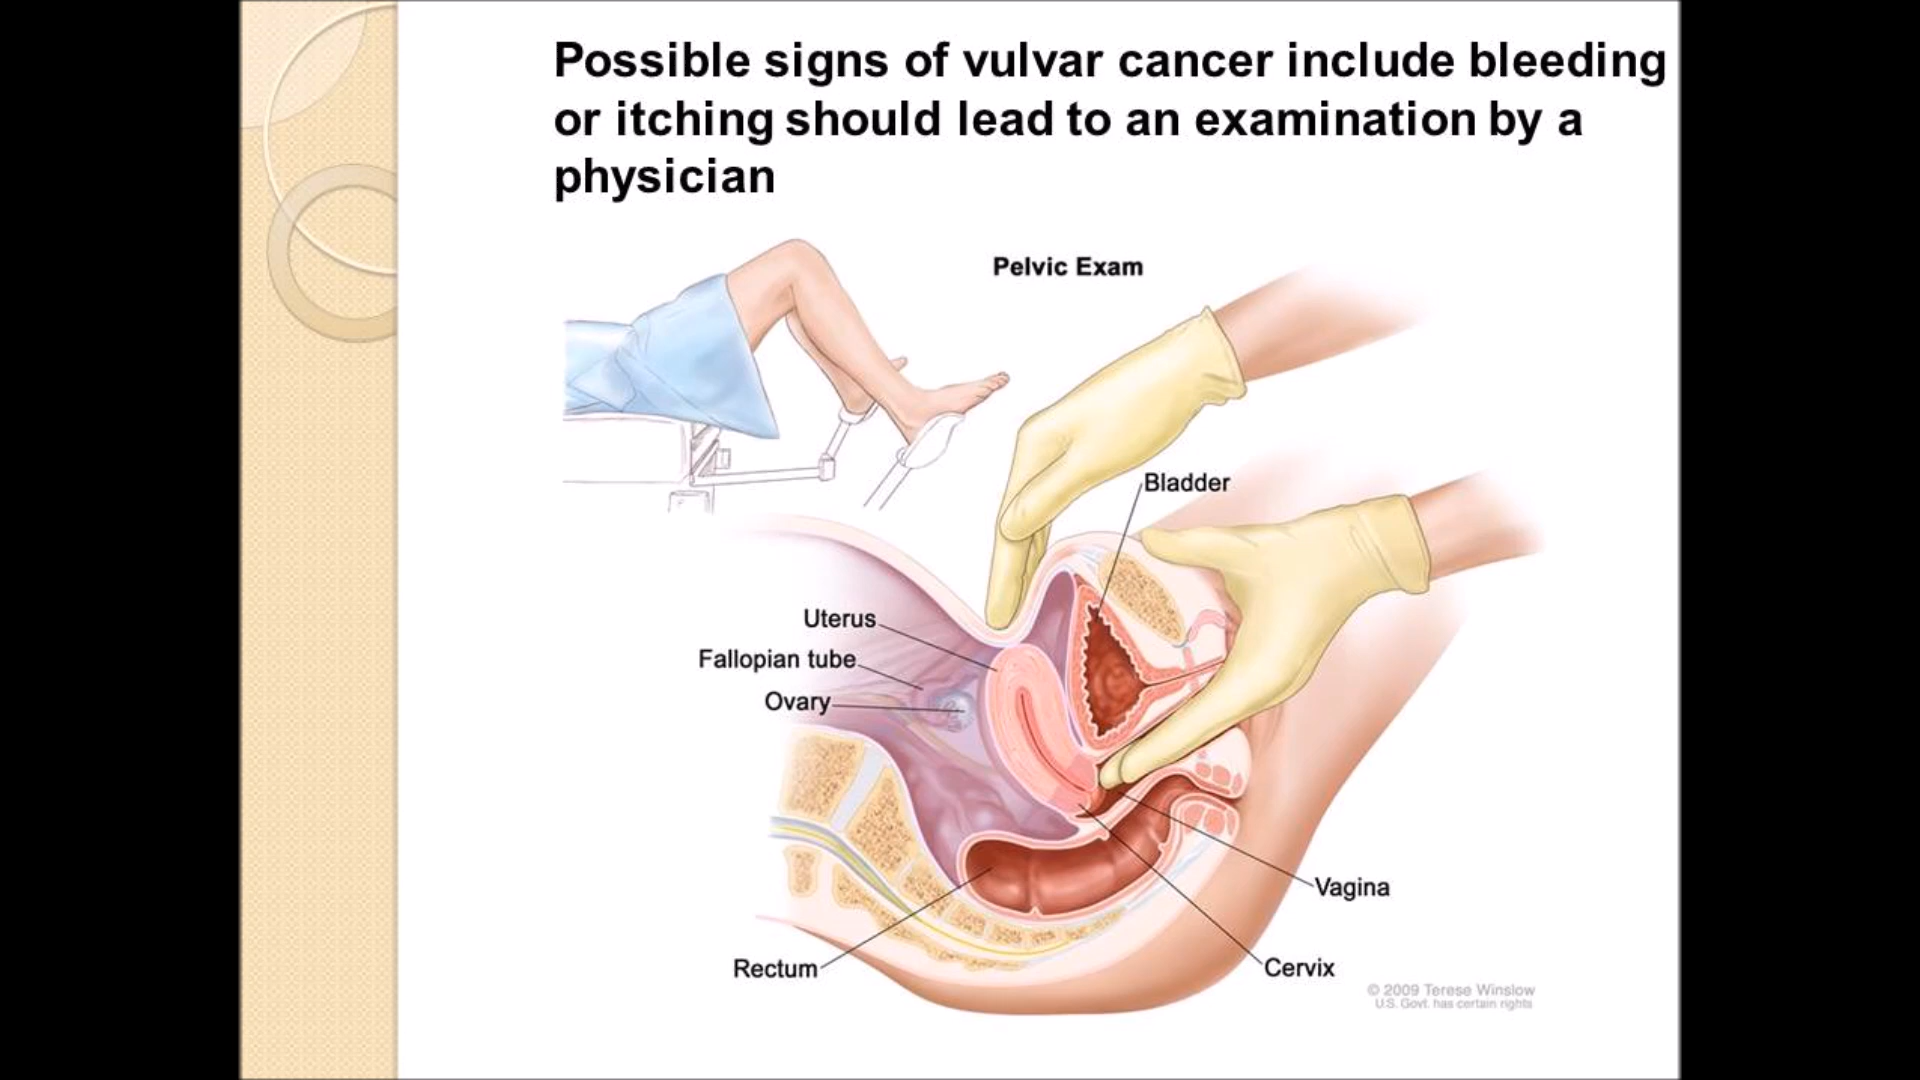 Possible signs of vulvar cancer include bleeding
or itching should lead to an examination by a
physician
Pelvic Exam
Bladder
Uterus
Fallopian tube
Ovary
Vagina
Rectum
Cervix
© 2009 Terese Winslow
U.S. Govt. has certain rights